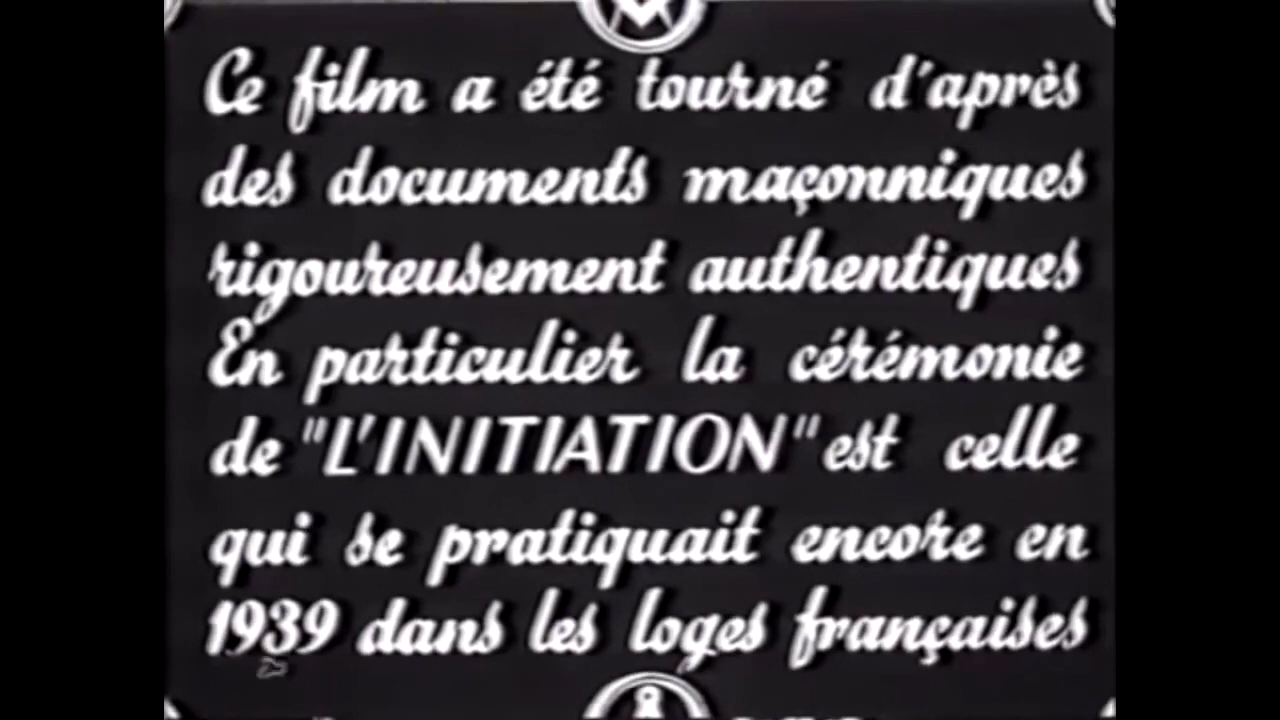 Ce film a été tourné d'après
des documents maçonniques
rigoureusement authentiques
En particulier la cérémonie
de "L'INITIATION" est celle
qui se pratiquait encore en
1939 dans les loges françaises